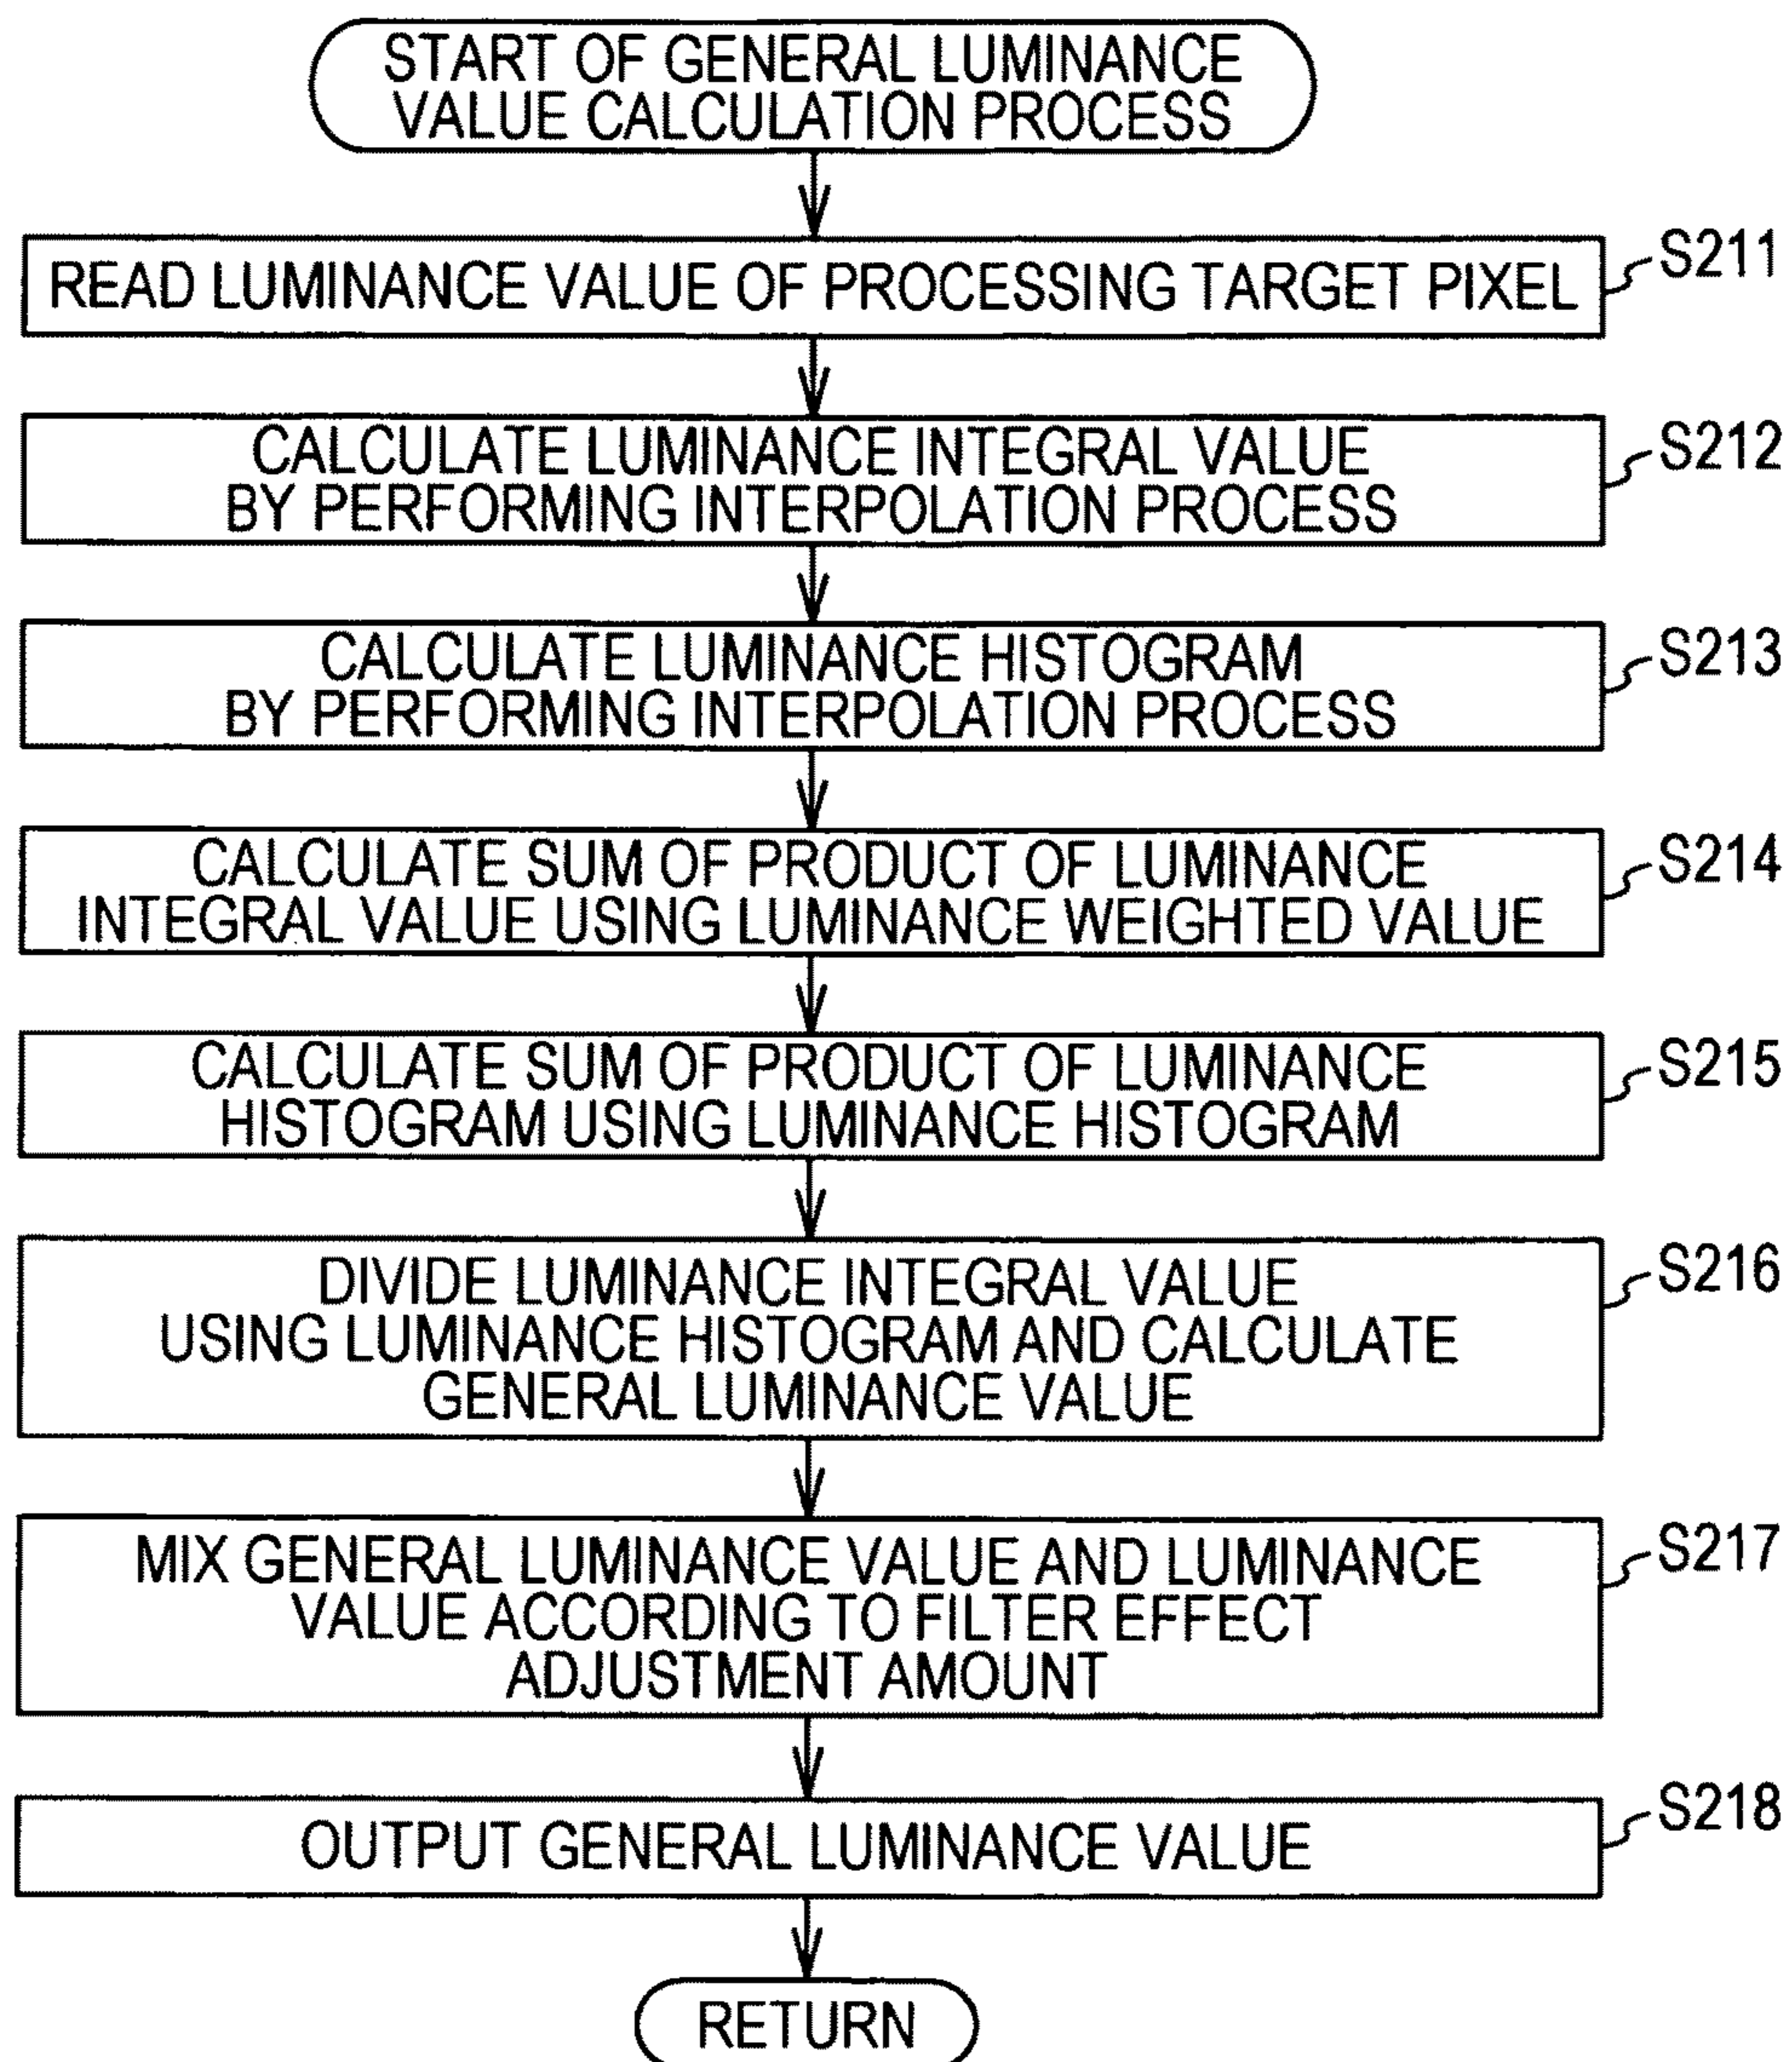 START OF GENERAL LUMINANCE
VALUE CALCULATION PROCESS
READ LUMINANCE VALUE OF PROCESSING TARGET PIXEL
S211
CALCULATE LUMINANCE INTEGRAL VALUE
BY PERFORMING INTERPOLATION PROCESS
S212
CALCULATE LUMINANCE HISTOGRAM
BY PERFORMING INTERPOLATION PROCESS
S213
CALCULATE SUM OF PRODUCT OF LUMINANCE
INTEGRAL VALUE USING LUMINANCE WEIGHTED VALUE
S214
CALCULATE SUM OF PRODUCT OF LUMINANCE
HISTOGRAM USING LUMINANCE HISTOGRAM
S215
DIVIDE LUMINANCE INTEGRAL VALUE
USING LUMINANCE HISTOGRAM AND CALCULATE
GENERAL LUMINANCE VALUE
S216
MIX GENERAL LUMINANCE VALUE AND LUMINANCE
VALUE ACCORDING TO FILTER EFFECT
ADJUSTMENT AMOUNT
S217
OUTPUT GENERAL LUMINANCE VALUE
S218
RETURN